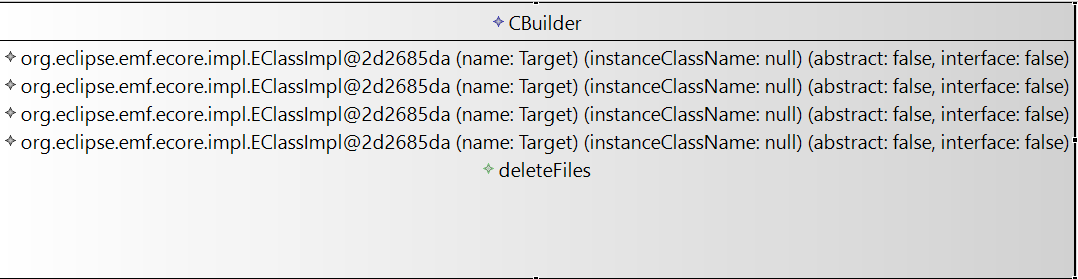 CBuilder
org.eclipse.emf.ecore.impl.EClassImpl@2d2685da (name: Target) (instanceClassName: null) (abstract: false, interface: false)
org.eclipse.emf.ecore.impl.EClassImpl@2d2685da (name: Target) (instanceClassName: null) (abstract: false, interface: false)
org.eclipse.emf.ecore.impl.EClassImpl@2d2685da (name: Target) (instanceClassName: null) (abstract: false, interface: false)
org.eclipse.emf.ecore.impl.EClassImpl@2d2685da (name: Target) (instanceClassName: null) (abstract: false, interface: false)
deleteFiles